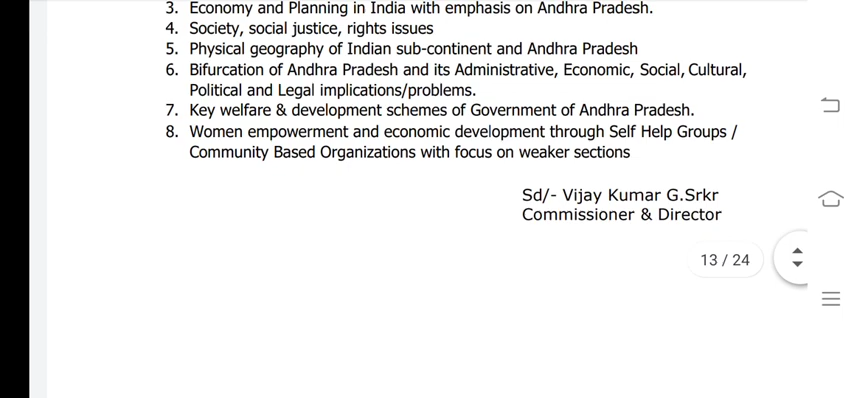 3. Economy and Planning in India with emphasis on Andhra Pradesh.
4. Society, social justice, rights issues
5. Physical geography of Indian sub-continent and Andhra Pradesh
6. Bifurcation of Andhra Pradesh and its Administrative, Economic, Social, Cultural,
Political and Legal implications/problems.
7. Key welfare & development schemes of Government of Andhra Pradesh.
8. Women empowerment and economic development through Self Help Groups /
Community Based Organizations with focus on weaker sections
Sd/- Vijay Kumar G.Srkr
Commissioner & Director
13 / 24